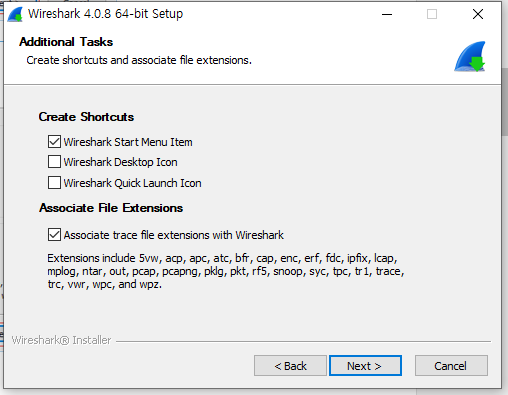 Wireshark 4.0.8 64-bit Setup
Additional Tasks
Create shortcuts and associate file extensions.
Create Shortcuts
Wireshark Start Menu Item
Wireshark Desktop Icon
Wireshark Quick Launch Icon
Associate File Extensions
Associate trace file extensions with Wireshark
Extensions include 5vw, acp, apc, atc, bfr, cap, enc, erf, fdc, ipfix, lcap,
mplog, ntar, out, pcap, pcapng, pklg, pkt, rf5, snoop, syc, tpc, tr1, trace,
trc, vwr, wpc, and wpz.
Wireshark® Installer
< Back
Next >
Cancel